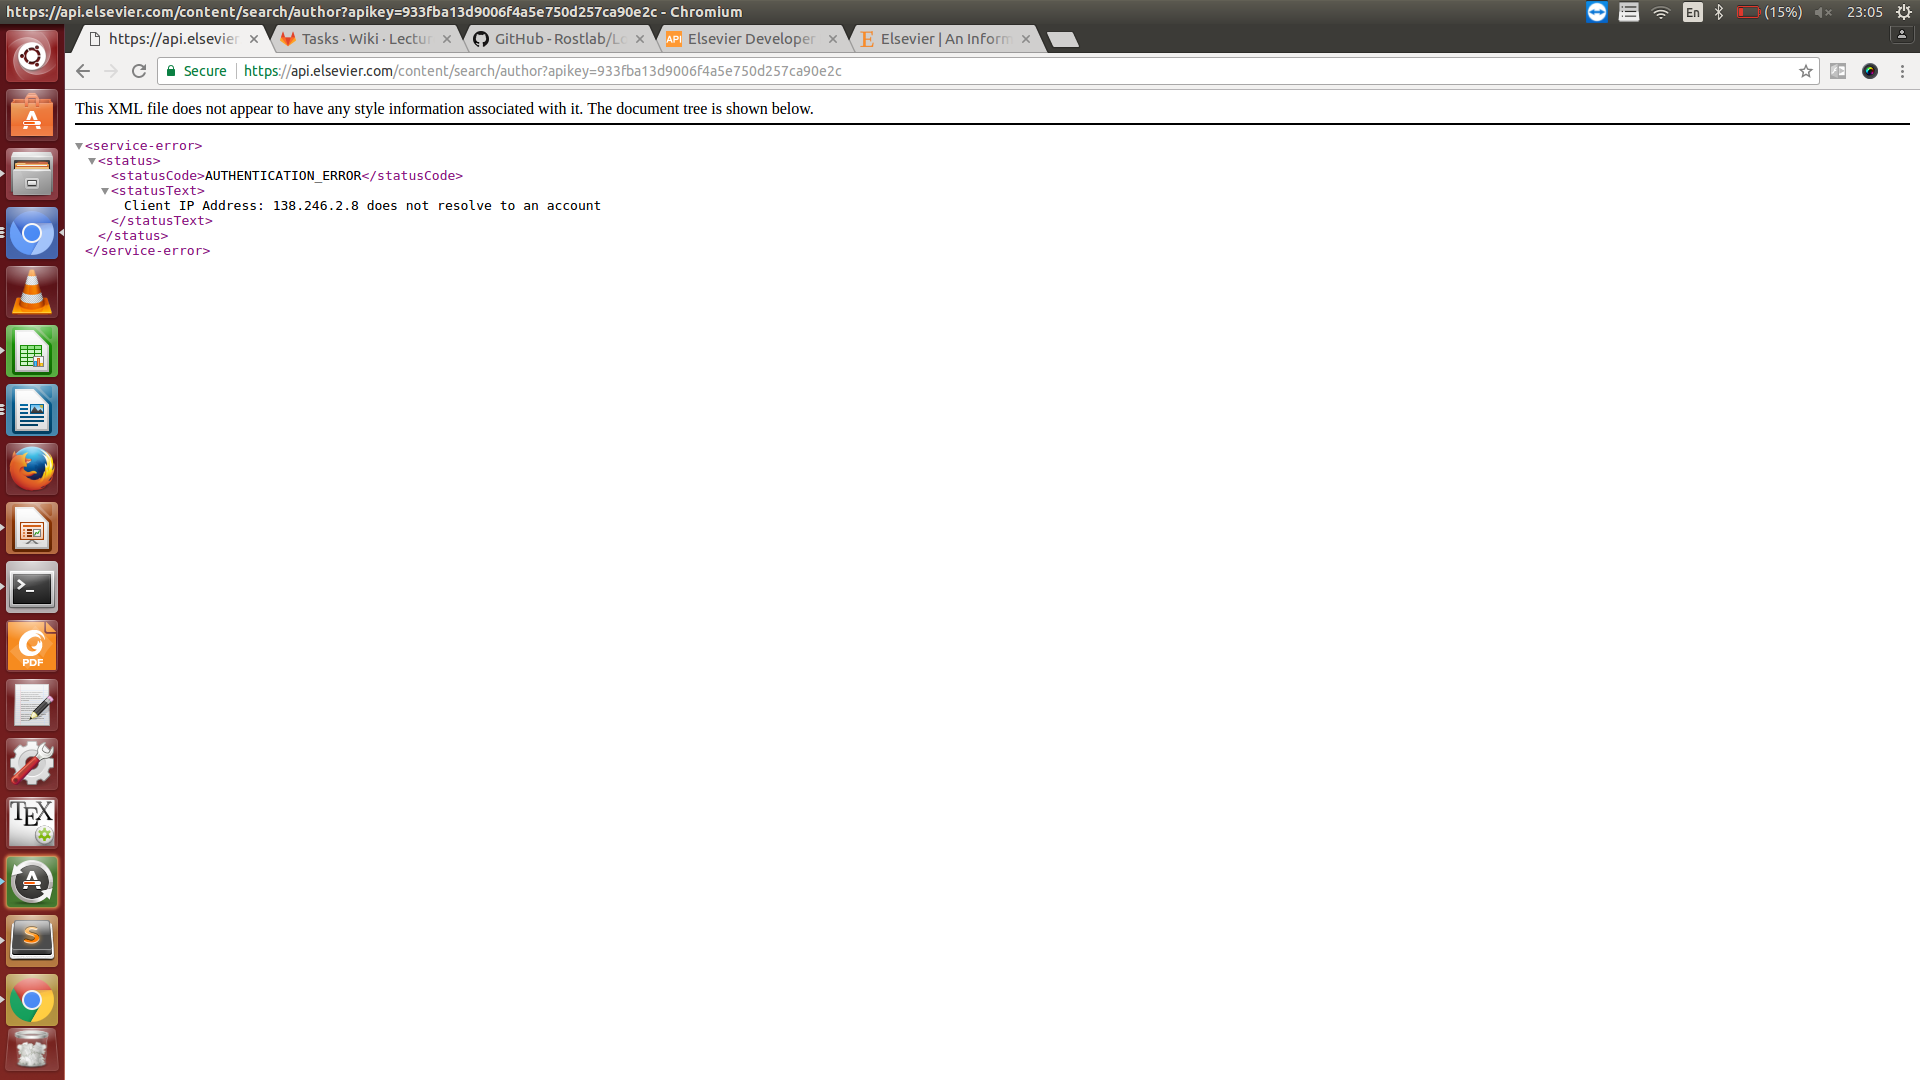 https://api.elsevier.com/content/search/author?apikey=933fba13d9006f4a5e750d257ca90e2c - Chromium
En
(15%)
23:05
https://api.elsevier
Tasks · Wiki · Lectur
GitHub - Rostlab/Lo
API Elsevier Developer
E Elsevier | An Inform
Secure
https://api.elsevier.com/content/search/author?apikey=933fba13d9006f4a5e750d257ca90e2c
This XML file does not appear to have any style information associated with it. The document tree is shown below.
<service-error>
<status>
<statusCode>AUTHENTICATION_ERROR</statusCode>
<statusText>
Client IP Address: 138.246.2.8 does not resolve to an account
</statusText>
</status>
</service-error>
PDF
TEX
S